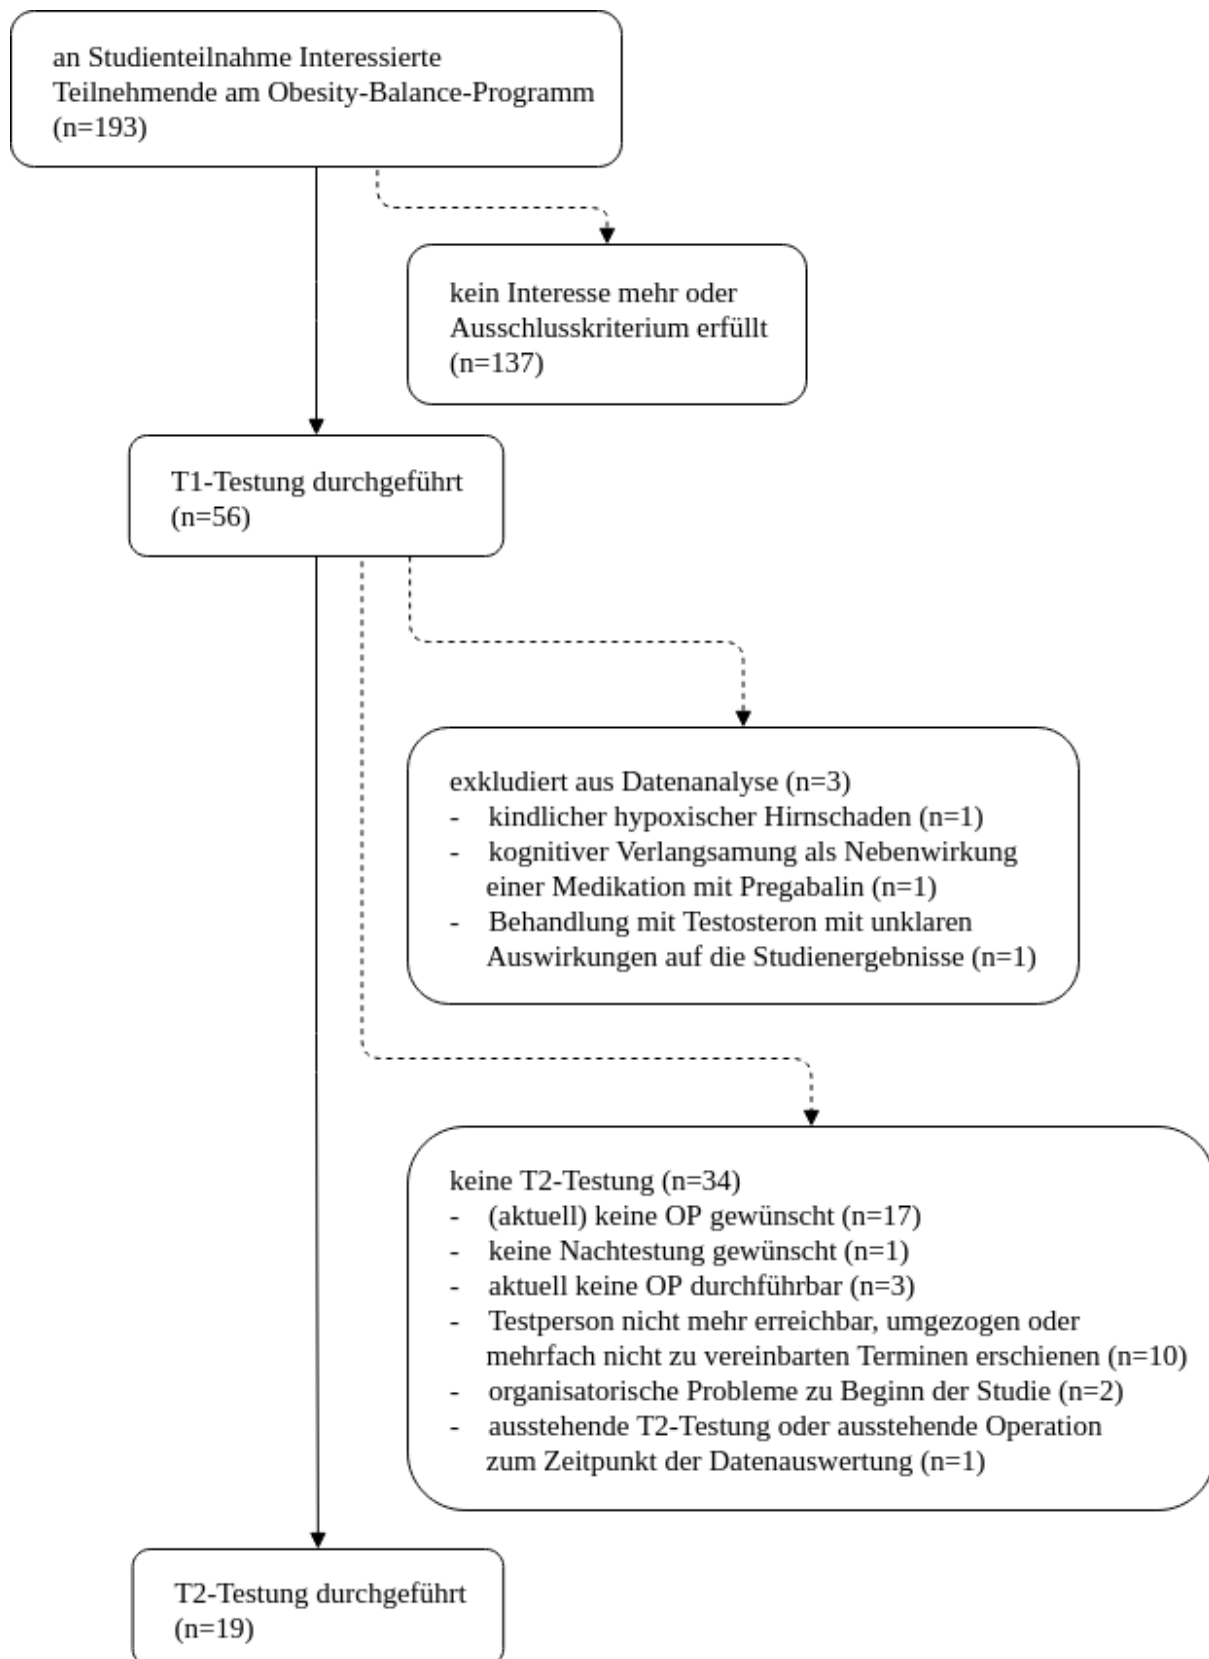 an Studienteilnahme Interessierte
Teilnehmende am Obesity-Balance-Programm
(n=193)
kein Interesse mehr oder
Ausschlusskriterium erfüllt
(n=137)
T1-Testung durchgeführt
(n=56)
exkludiert aus Datenanalyse (n=3)
- kindlicher hypoxischer Hirnschaden (n=1)
- kognitiver Verlangsamung als Nebenwirkung
einer Medikation mit Pregabalin (n=1)
- Behandlung mit Testosteron mit unklaren
Auswirkungen auf die Studienergebnisse (n=1)
keine T2-Testung (n=34)
- (aktuell) keine OP gewünscht (n=17)
- keine Nachtestung gewünscht (n=1)
- aktuell keine OP durchführbar (n=3)
- Testperson nicht mehr erreichbar, umgezogen oder
mehrfach nicht zu vereinbarten Terminen erschienen (n=10)
- organisatorische Probleme zu Beginn der Studie (n=2)
- ausstehende T2-Testung oder ausstehende Operation
zum Zeitpunkt der Datenauswertung (n=1)
T2-Testung durchgeführt
(n=19)